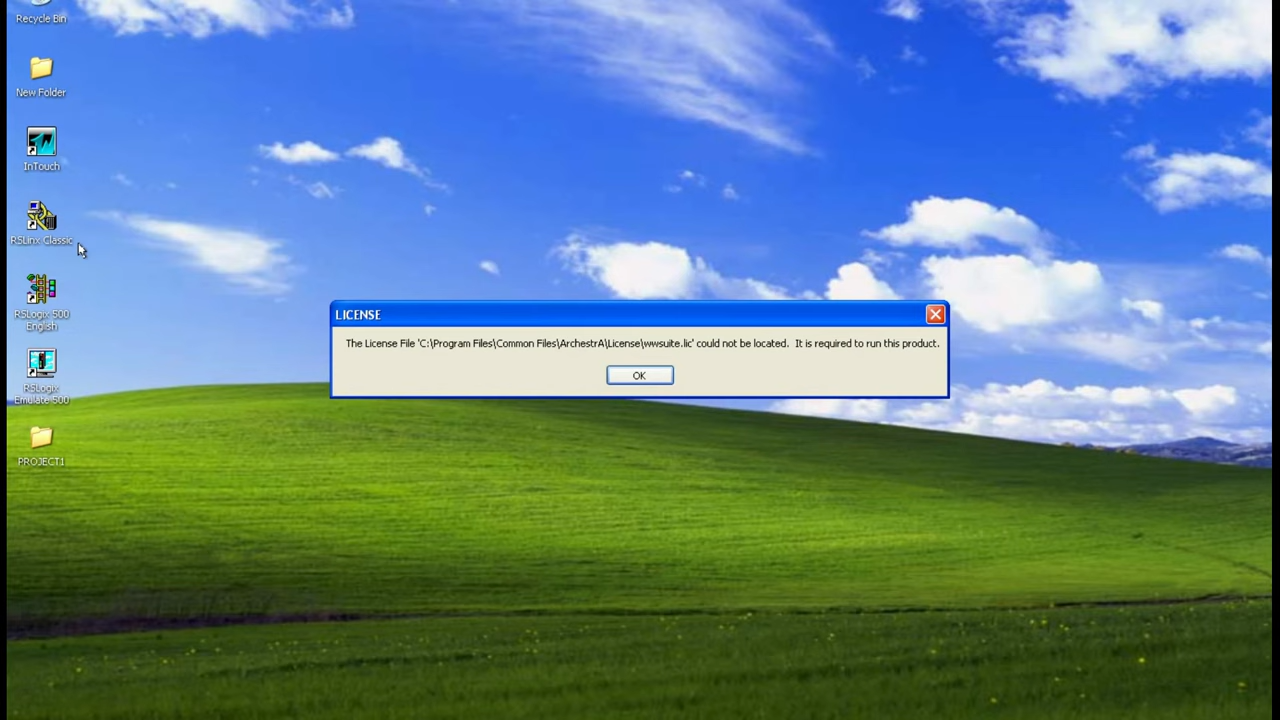 Recycle Bin
New Folder
InTouch
RSLinx Classic
RSLogix 500
English
RSLogix
Emulate 500
PROJECT1
LICENSE
The License File 'C:\Program Files\Common Files\ArchestrA\License\wwsuite.lic' could not be located.  It is required to run this product.
OK